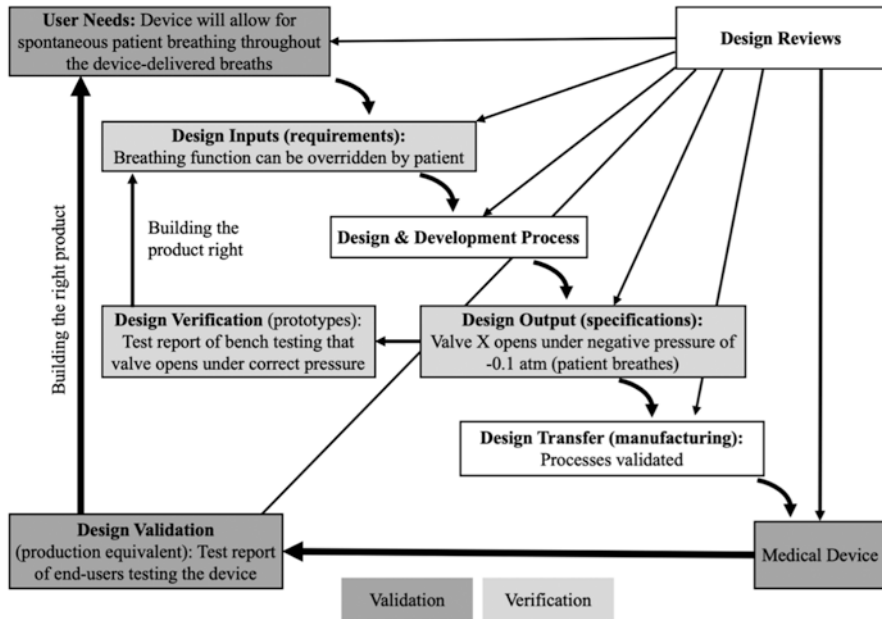 User Needs: Device will allow for
spontaneous patient breathing throughout
the device-delivered breaths
Design Reviews
Design Inputs (requirements):
Breathing function can be overridden by patient
Building the
product right
Design & Development Process
Building the right product
Design Verification (prototypes):
Test report of bench testing that
valve opens under correct pressure
Design Output (specifications):
Valve X opens under negative pressure of
-0.1 atm (patient breathes)
Design Transfer (manufacturing):
Processes validated
Design Validation
(production equivalent): Test report
of end-users testing the device
Medical Device
Validation
Verification